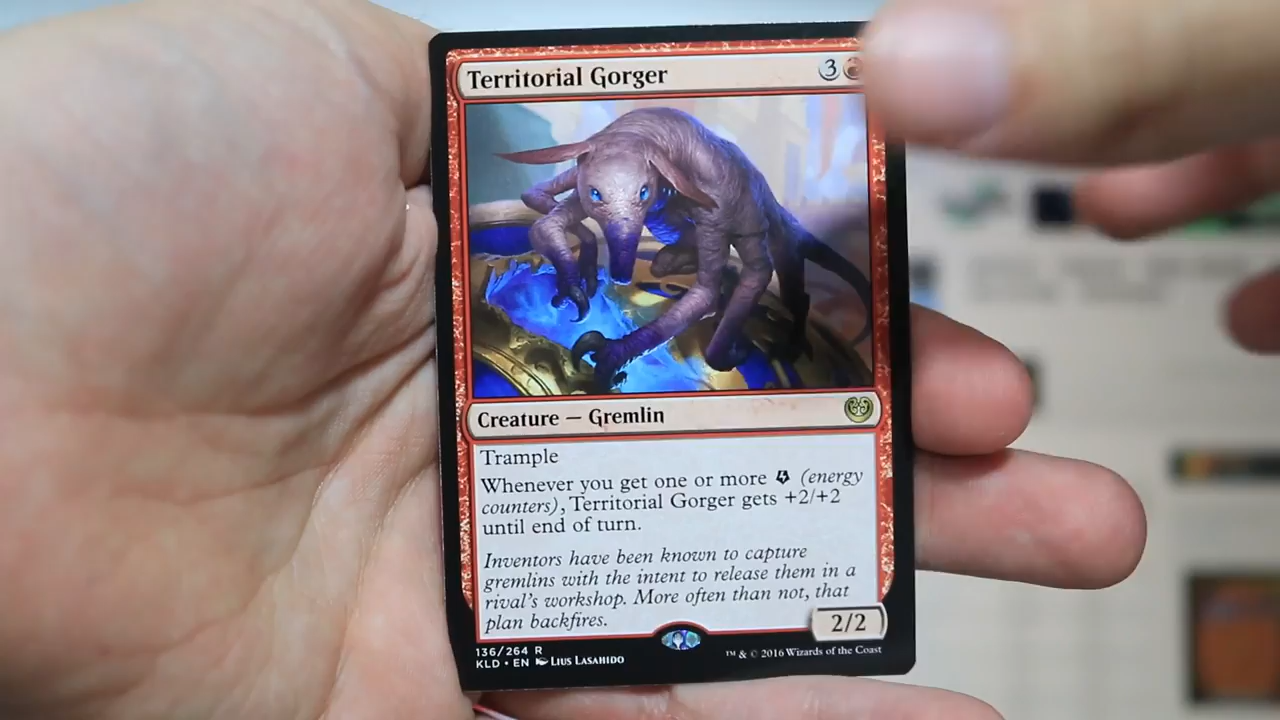 Territorial Gorger
3
Creature — Gremlin
Trample
Whenever you get one or more (energy
counters), Territorial Gorger gets +2/+2
until end of turn.
Inventors have been known to capture
gremlins with the intent to release them in a
rival's workshop. More often than not, that
plan backfires.
2/2
136/264 R
KLD • EN LIUS LASAHIDO
™ & © 2016 Wizards of the Coast